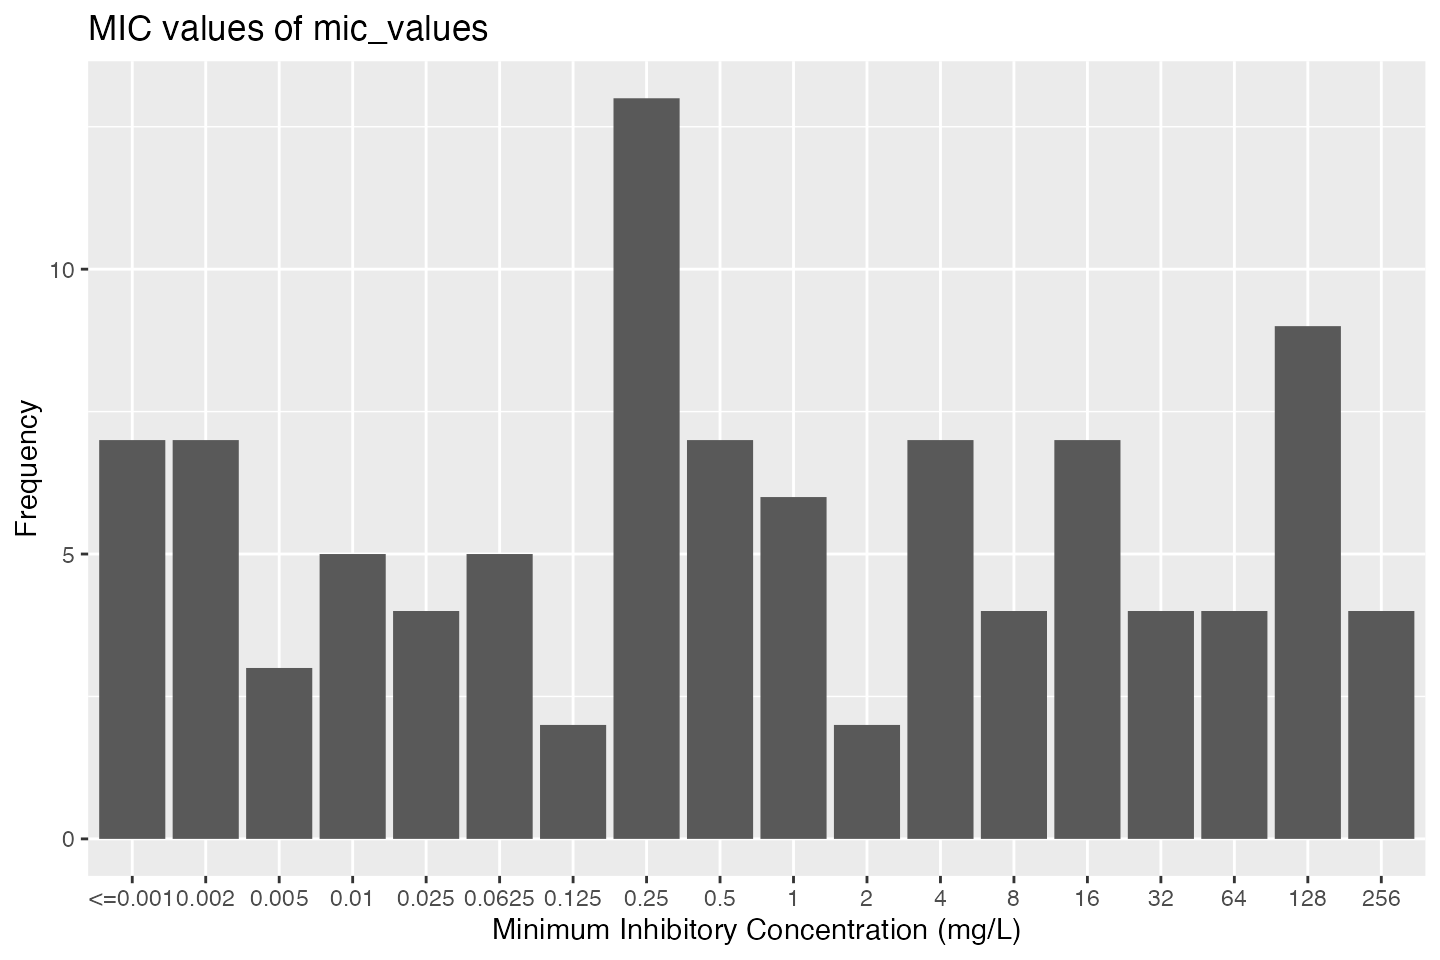 MIC values of mic_values
Frequency
10
5
0
<=0.001 0.002 0.005 0.01 0.025 0.0625 0.125 0.25 0.5 1 2 4 8 16 32 64 128 256
Minimum Inhibitory Concentration (mg/L)